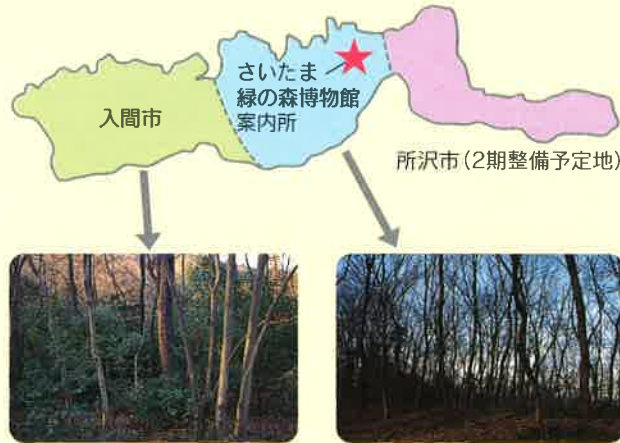 さいたま
緑の森博物館
案内所
入間市
所沢市(2期整備予定地)